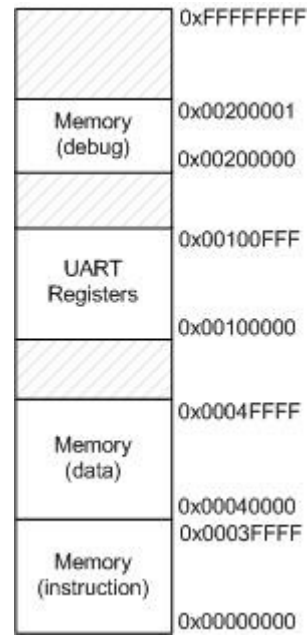 0xFFFFFFFF
Memory
(debug)
0x00200001
0x00200000
0x00100FFF
UART
Registers
0x00100000
0x0004FFFF
Memory
(data)
0x00040000
0x0003FFFF
Memory
(instruction)
0x00000000